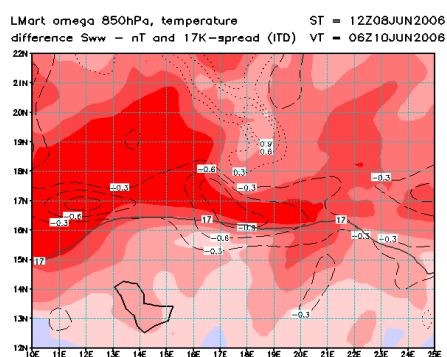 LMart omega 850hPa, temperature ST = 12Z08JUN2006
difference Sww - nT and 17K-spread (ITD) VT = 06Z10JUN2006
22N
21N
20N
19N
18N
17N
16N
15N
14N
13N
12N
0.9
0.6
0.3
-0.6
-0.3
-0.3
-0.3
-0.6
-0.3
17
-0.3
17
-0.6
-0.3
-0.3
17
-0.3
10E 11E 12E 13E 14E 15E 16E 17E 18E 19E 20E 21E 22E 23E 24E 25E